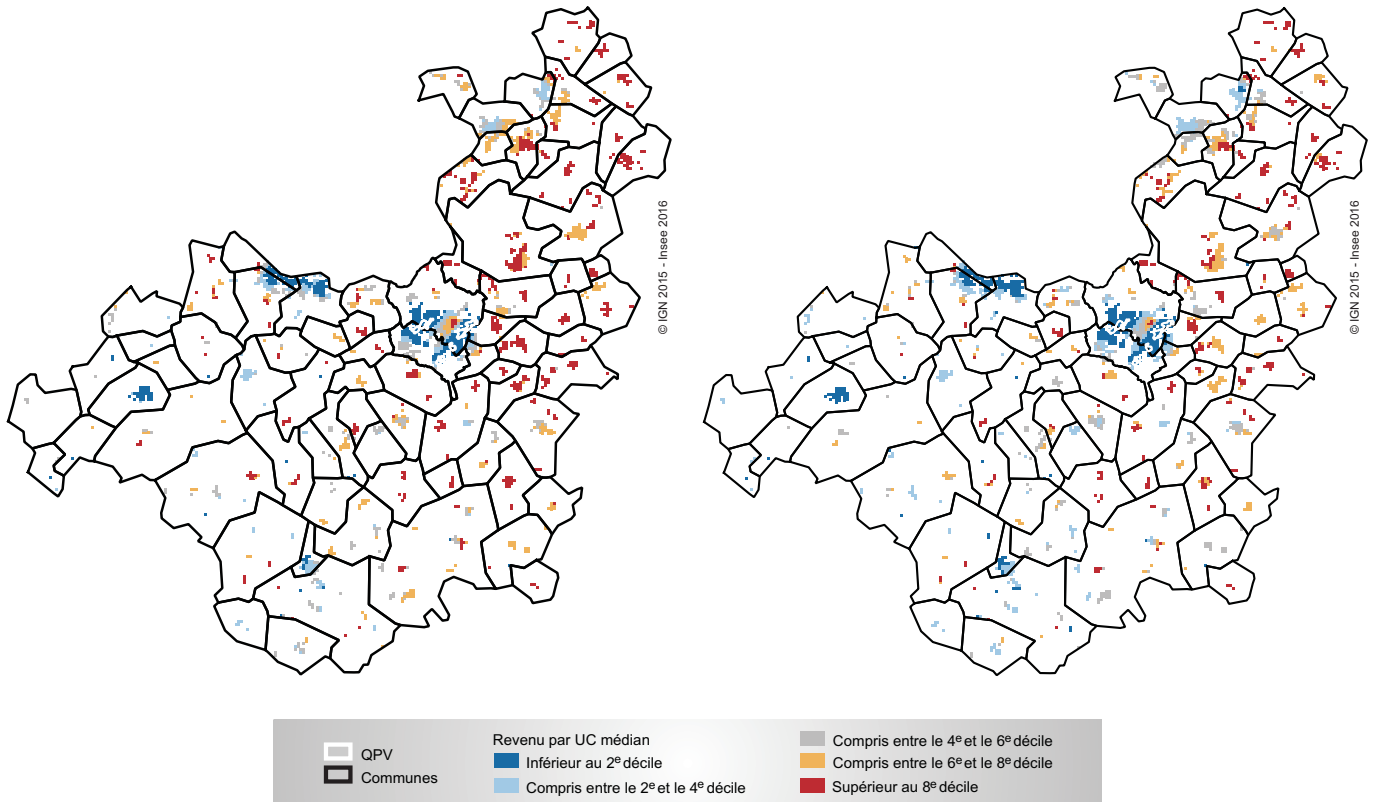 © IGN 2015 - Insee 2016
© IGN 2015 - Insee 2016
QPV
Communes
Revenu par UC médian
Inférieur au 2e décile
Compris entre le 2e et le 4e décile
Compris entre le 4e et le 6e décile
Compris entre le 6e et le 8e décile
Supérieur au 8e décile